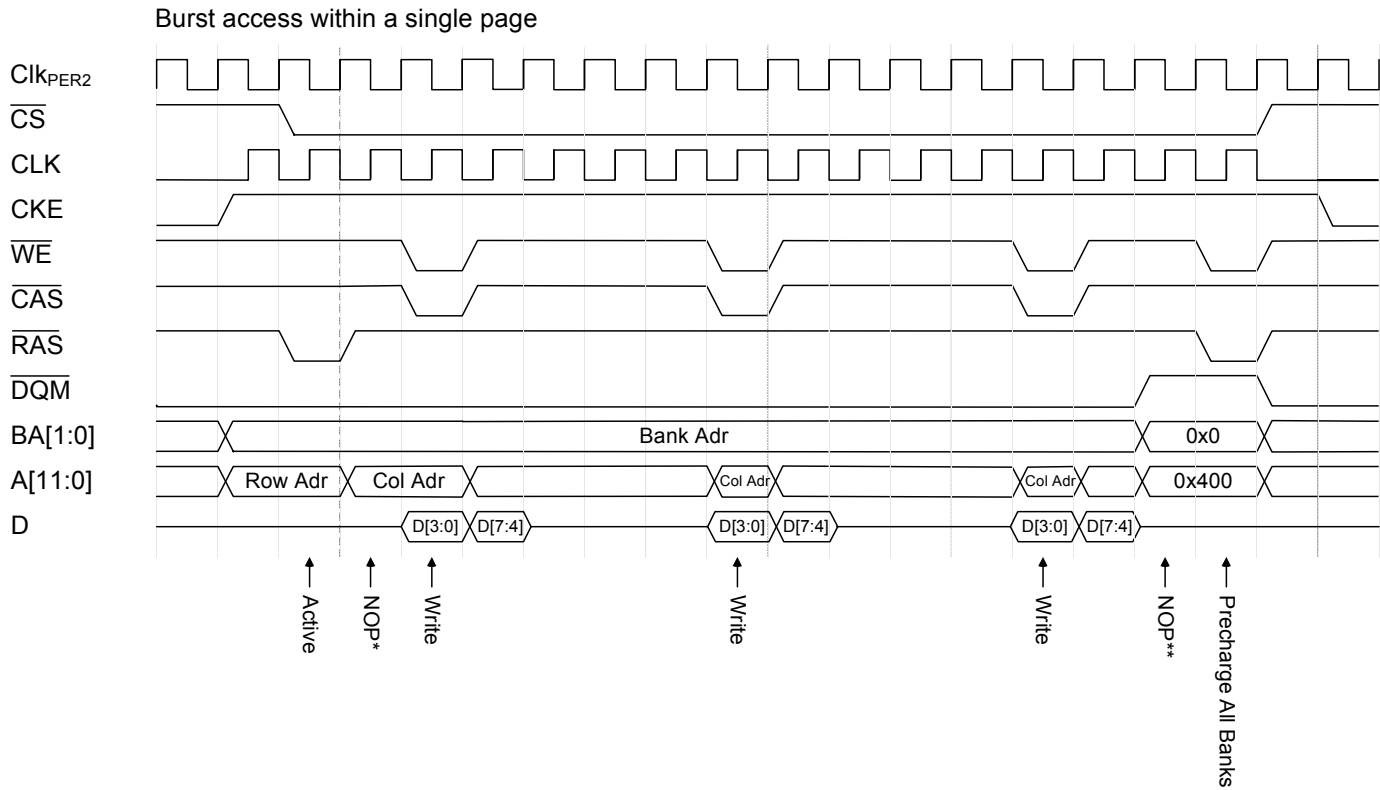 Burst access within a single page
ClkPER2
CS
CLK
CKE
WE
CAS
RAS
DQM
BA[1:0] Bank Adr 0x0
A[11:0] Row Adr Col Adr Col Adr Col Adr 0x400
D D[3:0] D[7:4] D[3:0] D[7:4] D[3:0] D[7:4]
Active
NOP*
Write
Write
Write
NOP**
Precharge All Banks